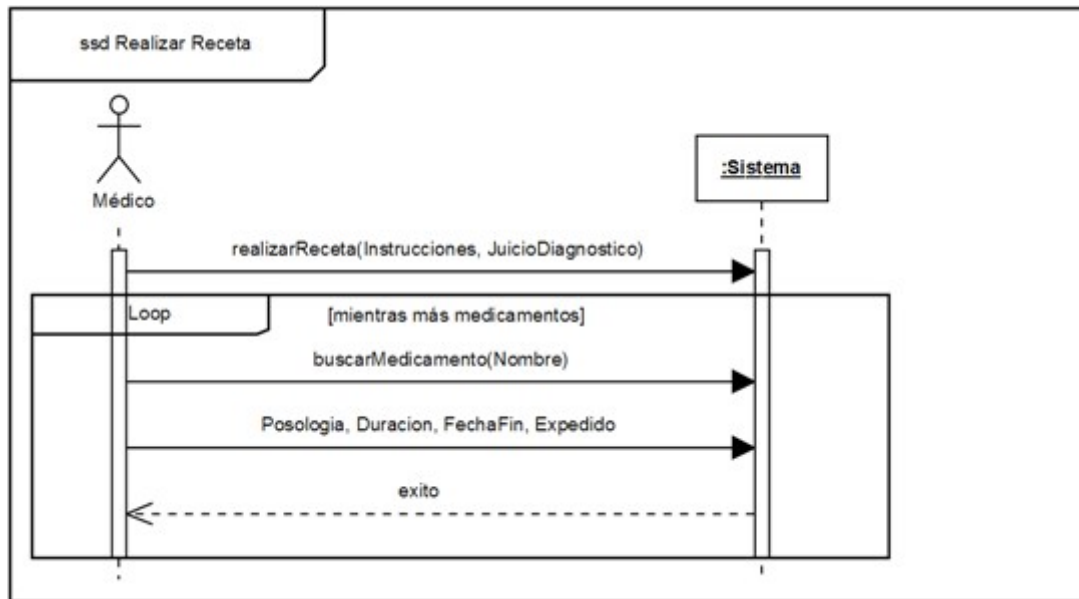 ssd Realizar Receta
Médico
:Sistema
realizarReceta(Instrucciones, JuicioDiagnostico)
Loop
[mientras más medicamentos]
buscarMedicamento(Nombre)
Posologia, Duracion, FechaFin, Expedido
exito